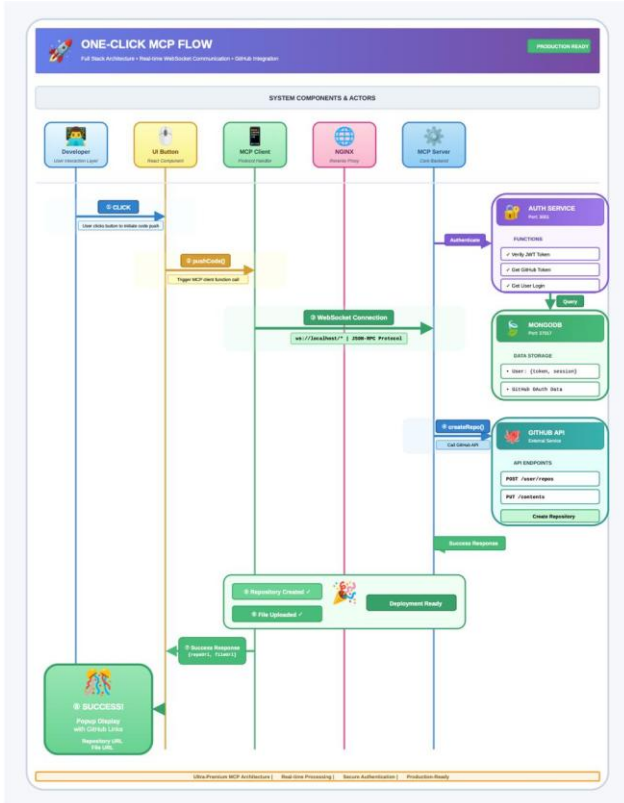 ONE-CLICK MCP FLOW
Full Stack Architecture • Real-time WebSocket Communication • GitHub Integration
PRODUCTION READY
SYSTEM COMPONENTS & ACTORS
Developer
User Interaction Layer
UI Button
React Component
MCP Client
Protocol Handler
NGINX
Reverse Proxy
MCP Server
Core Backend
① CLICK
User clicks button to initiate code push
② pushCode()
Trigger MCP client function call
③ WebSocket Connection
ws://localhost/* | JSON-RPC Protocol
Authenticate
AUTH SERVICE
FUNCTIONS
✓ Verify JWT Token
✓ Get GitHub Token
✓ Get User Login
Query
MONGODB
Port: 27017
DATA STORAGE
• User: {token, session}
• GitHub OAuth Data
createRepo()
Call GitHub API
GITHUB API
External Service
API ENDPOINTS
POST /user/repos
PUT /contents
Create Repository
Success Response
Repository Created ✓
File Uploaded ✓
Deployment Ready
Success Response
{repoUrl, fileUrl}
SUCCESS!
Popup Display
with GitHub Links
Repository URL
File URL
Ultra-Premium MCP Architecture | Real-time Processing | Secure Authentication | Production-Ready